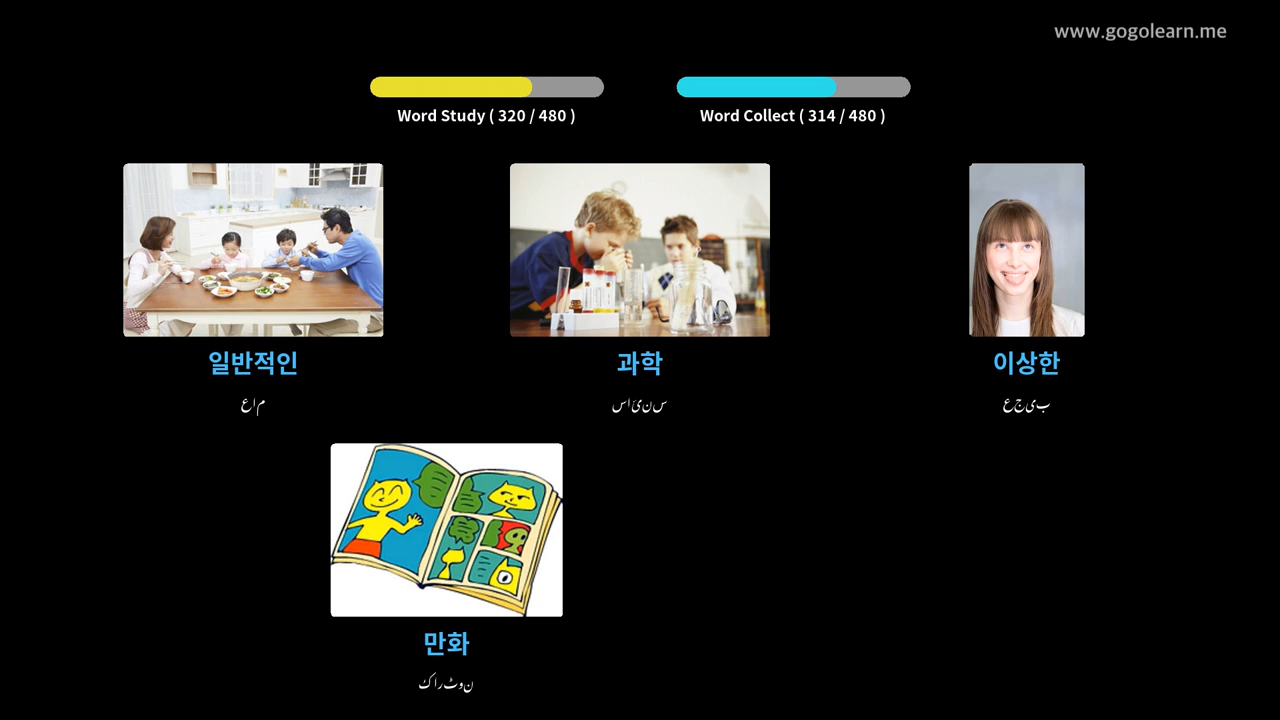 www.gogolearn.me
Word Study ( 320 / 480 )
Word Collect ( 314 / 480 )
일반적인
عام
과학
سائنس
이상한
عجیب
만화
کارٹون